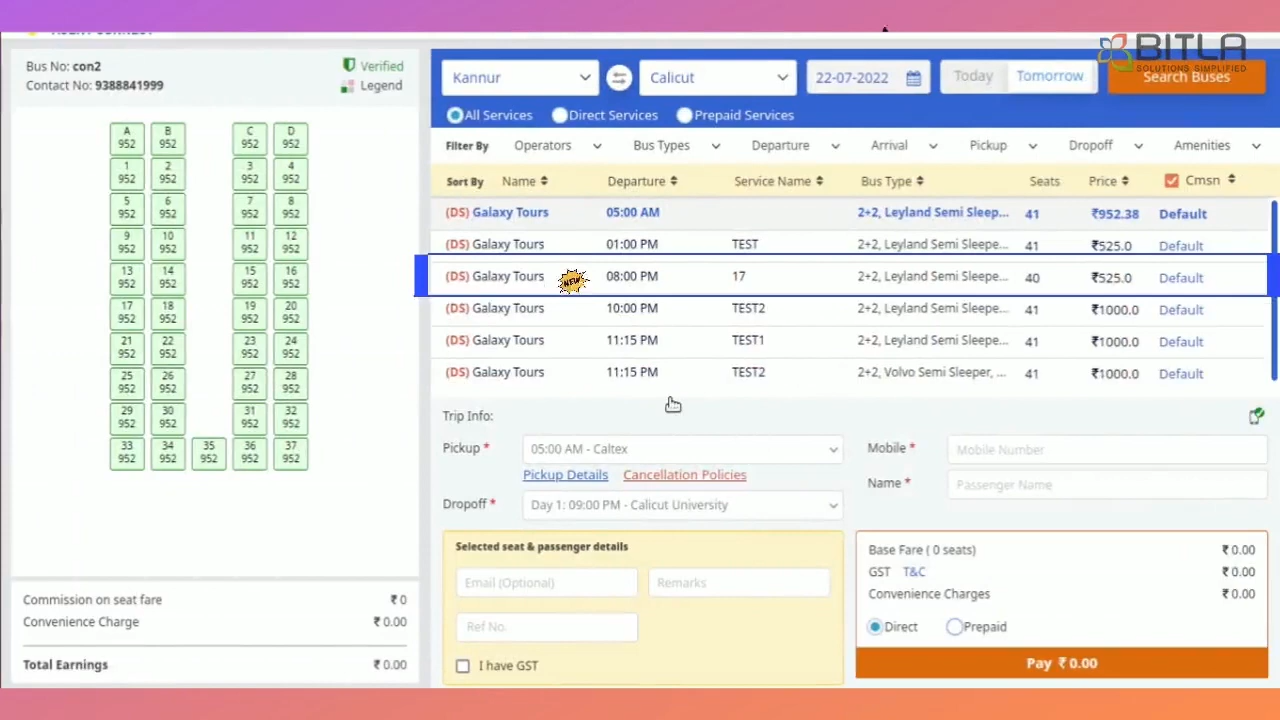 BITLA
SOLUTIONS SIMPLIFIED
Bus No: con2
Verified
Contact No: 9388841999
Legend
A B C D
952 952 952 952
1 2 3 4
952 952 952 952
5 6 7 8
952 952 952 952
9 10 11 12
952 952 952 952
13 14 15 16
952 952 952 952
17 18 19 20
952 952 952 952
21 22 23 24
952 952 952 952
25 26 27 28
952 952 952 952
29 30 31 32
952 952 952 952
33 34 35 36 37
952 952 952 952 952
Commission on seat fare ₹ 0
Convenience Charge ₹ 0.00
Total Earnings ₹ 0.00
Kannur Calicut 22-07-2022 Today Tomorrow Search Buses
All Services Direct Services Prepaid Services
Filter By Operators Bus Types Departure Arrival Pickup Dropoff Amenities
Sort By Name Departure Service Name Bus Type Seats Price Cmsn
(DS) Galaxy Tours 05:00 AM 2+2, Leyland Semi Sleep... 41 ₹952.38 Default
(DS) Galaxy Tours 01:00 PM TEST 2+2, Leyland Semi Sleepe... 41 ₹525.0 Default
(DS) Galaxy Tours NEW 08:00 PM 17 2+2, Leyland Semi Sleepe... 40 ₹525.0 Default
(DS) Galaxy Tours 10:00 PM TEST2 2+2, Leyland Semi Sleepe... 41 ₹1000.0 Default
(DS) Galaxy Tours 11:15 PM TEST1 2+2, Leyland Semi Sleepe... 41 ₹1000.0 Default
(DS) Galaxy Tours 11:15 PM TEST2 2+2, Volvo Semi Sleeper, ... 41 ₹1000.0 Default
Trip Info:
Pickup * 05:00 AM - Caltex
Pickup Details Cancellation Policies
Dropoff * Day 1: 09:00 PM - Calicut University
Mobile * Mobile Number
Name * Passenger Name
Selected seat & passenger details
Email (Optional) Remarks
Ref No.
I have GST
Base Fare ( 0 seats) ₹ 0.00
GST T&C ₹ 0.00
Convenience Charges ₹ 0.00
Direct Prepaid
Pay ₹ 0.00